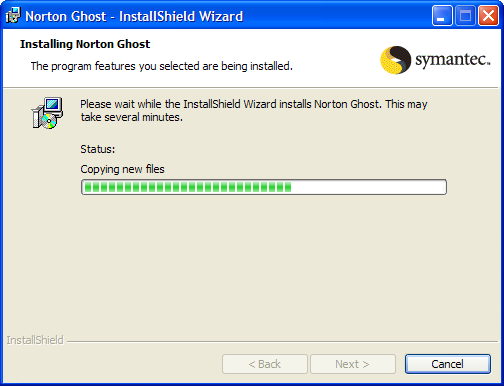 Norton Ghost - InstallShield Wizard
Installing Norton Ghost
The program features you selected are being installed.
symantec™
Please wait while the InstallShield Wizard installs Norton Ghost. This may
take several minutes.
Status:
Copying new files
InstallShield
< Back
Next >
Cancel